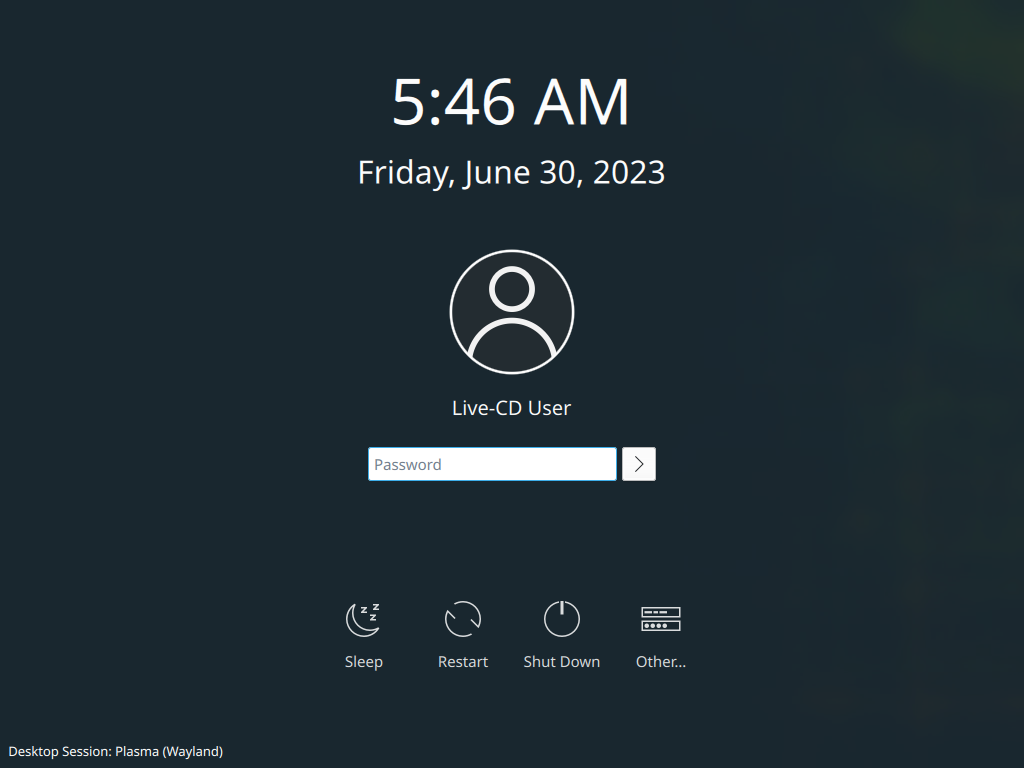 5:46 AM
Friday, June 30, 2023
Live-CD User
Password
Sleep
Restart
Shut Down
Other...
Desktop Session: Plasma (Wayland)